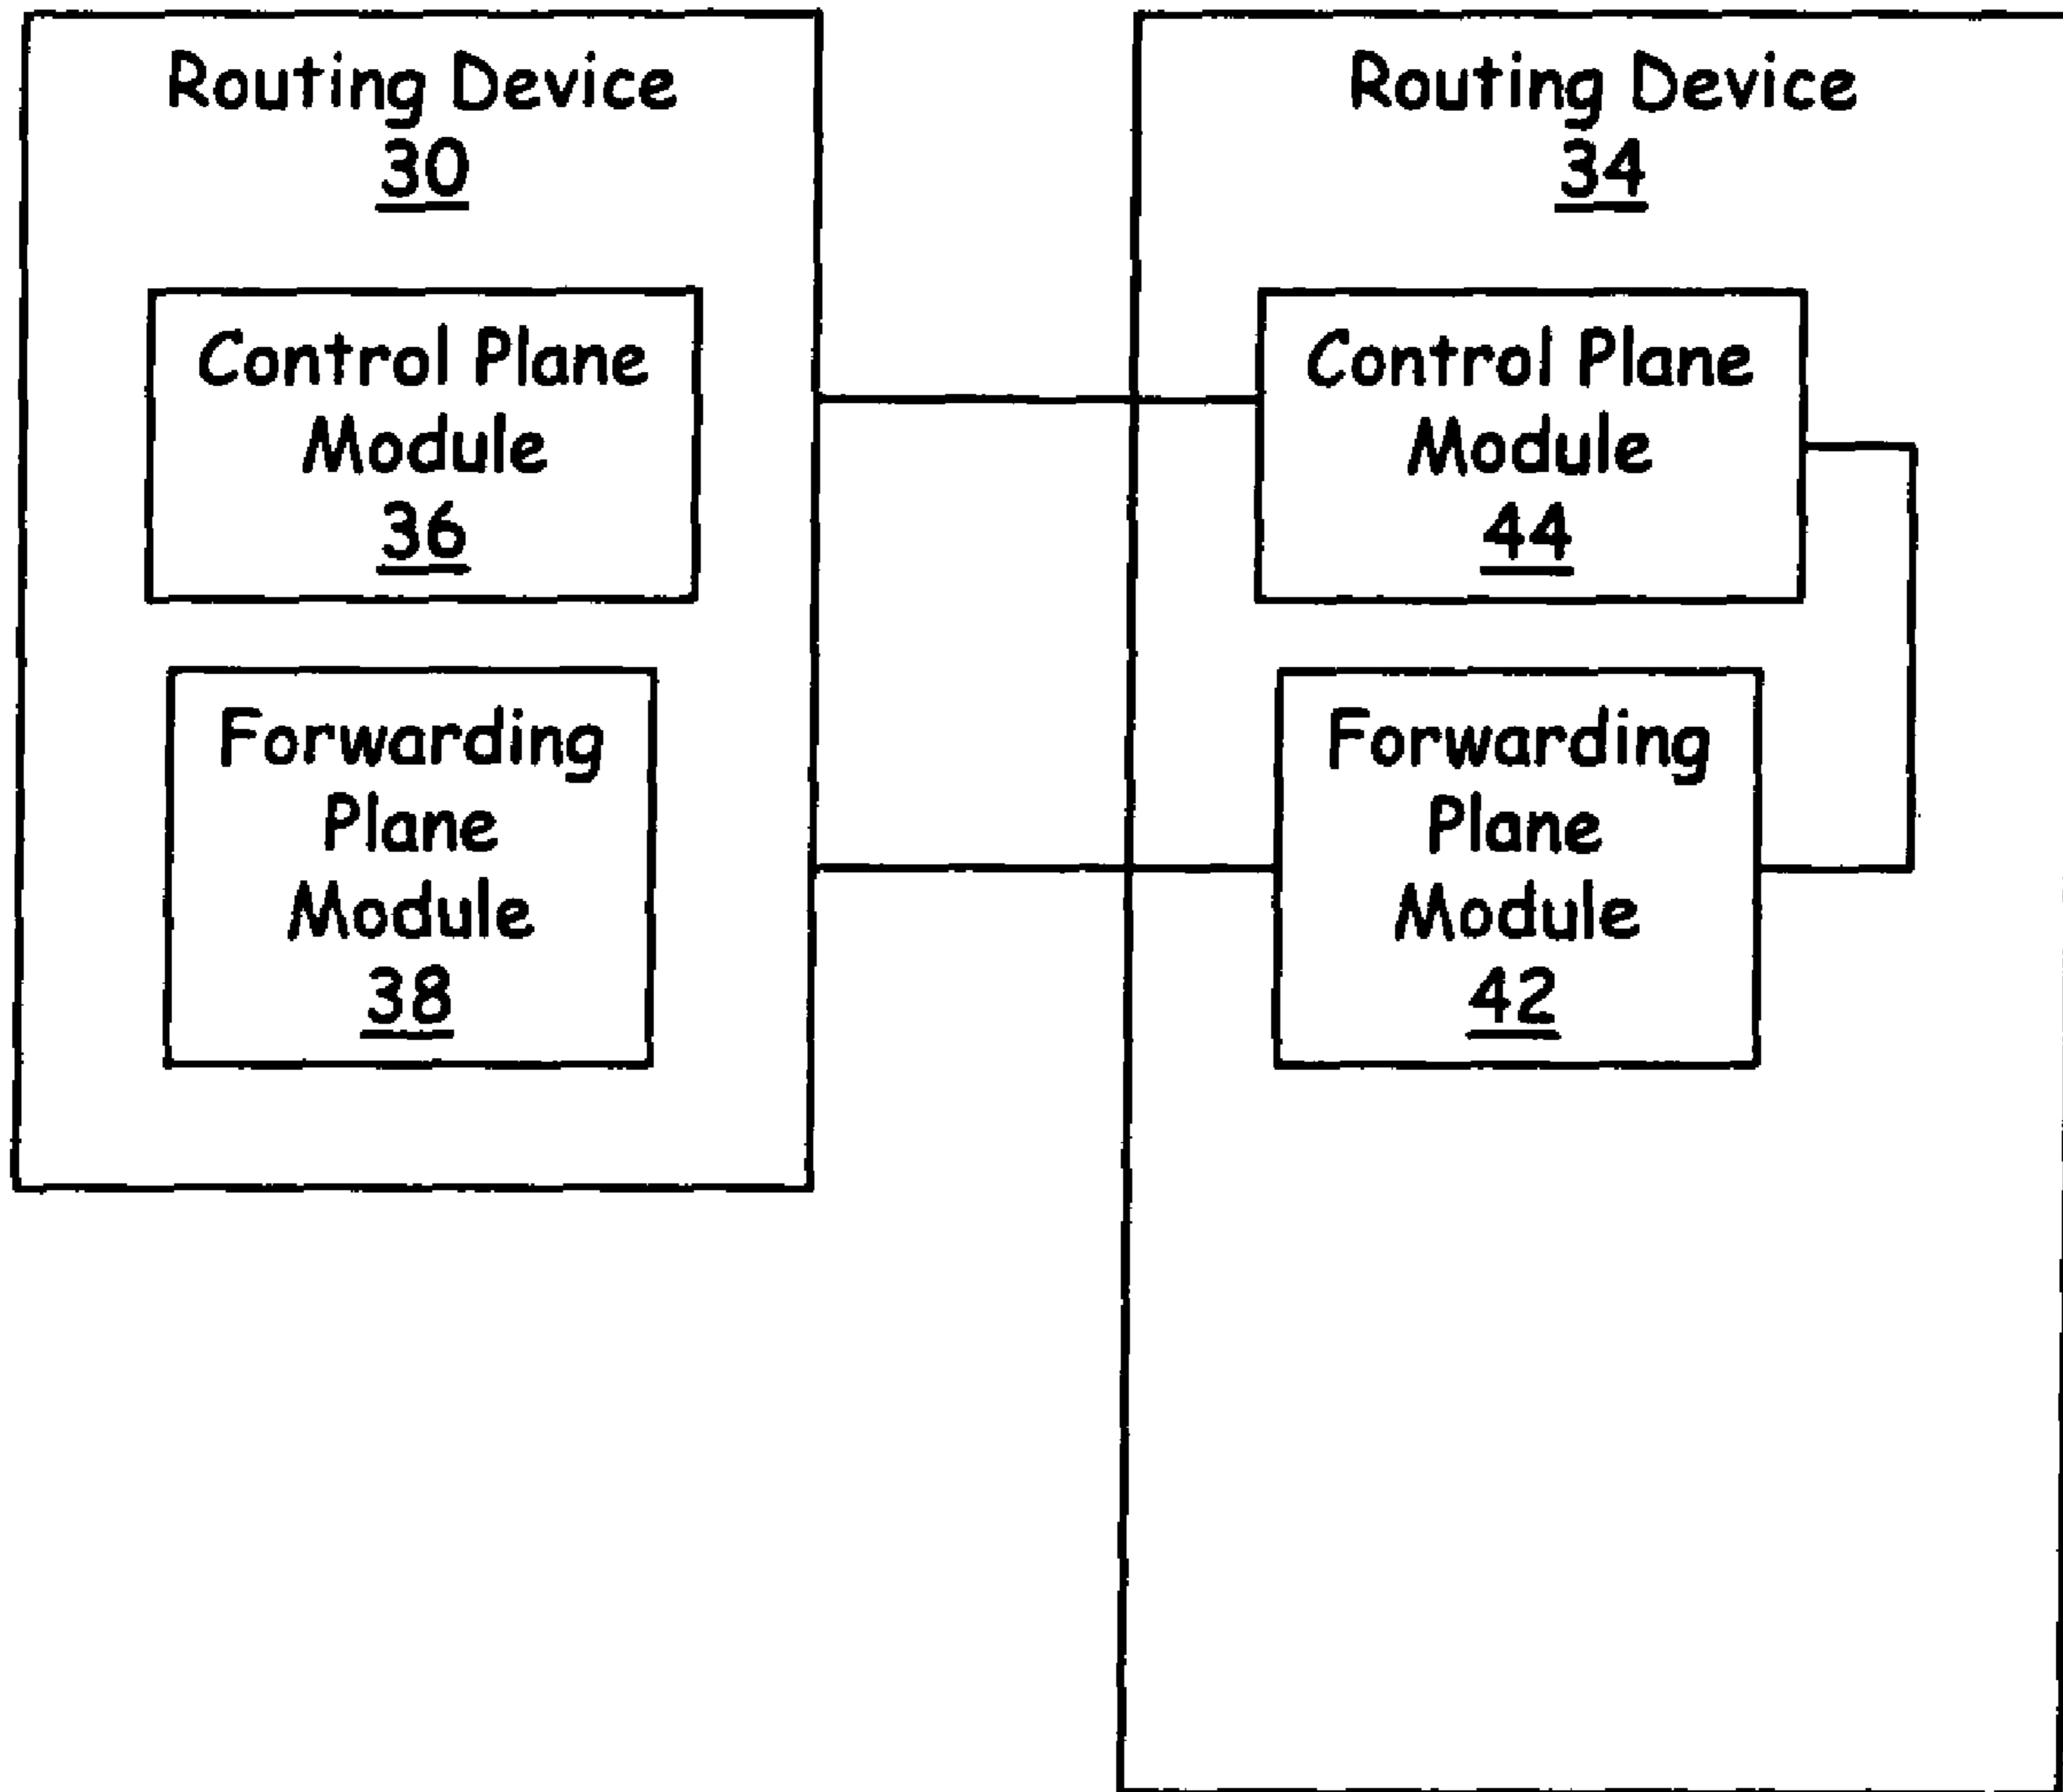 Routing Device
30
Control Plane
Module
36
Forwarding
Plane
Module
38
Routing Device
34
Control Plane
Module
44
Forwarding
Plane
Module
42